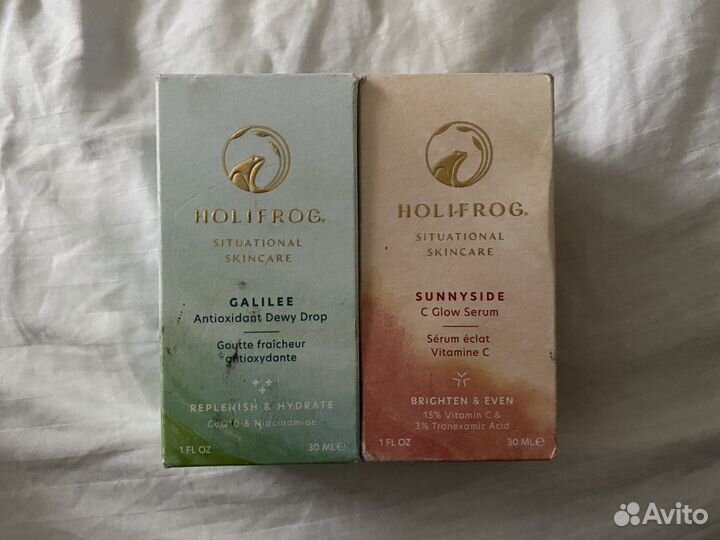 HOLIFROG®
SITUATIONAL
SKINCARE
GALILEE
Antioxidant Dewy Drop
Goutte fraîcheur
antioxydante
REPLENISH & HYDRATE
CoQ10 & Niacinamide
1 FL OZ 30 ML℮
HOLIFROG®
SITUATIONAL
SKINCARE
SUNNYSIDE
C Glow Serum
Sérum éclat
Vitamine C
BRIGHTEN & EVEN
15% Vitamin C &
3% Tranexamic Acid
1 FL OZ 30 ML℮
Avito